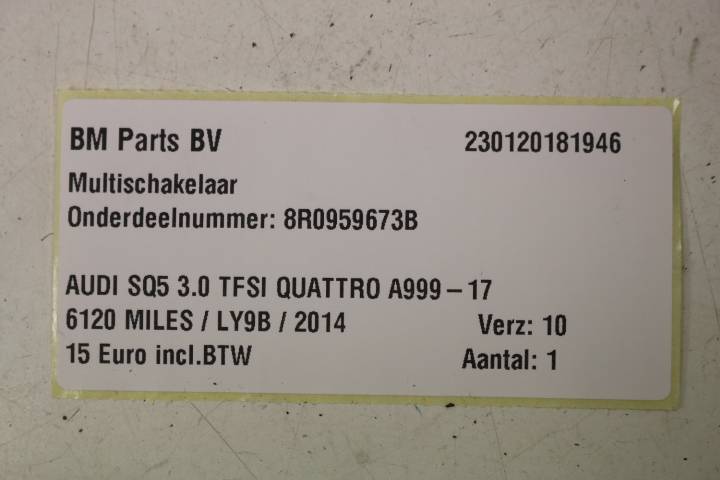 BM Parts BV 230120181946
Multischakelaar
Onderdeelnummer: 8R0959673B
AUDI SQ5 3.0 TFSI QUATTRO A999-17
6120 MILES / LY9B / 2014 Verz: 10
15 Euro incl.BTW Aantal: 1